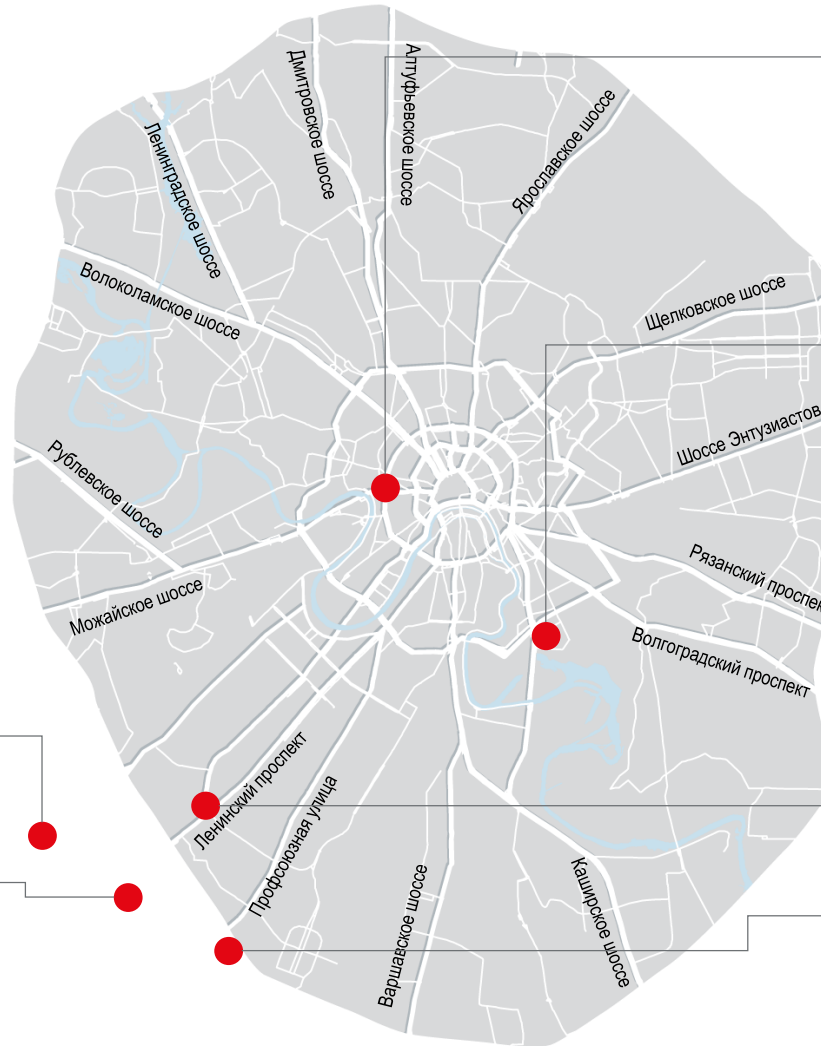 Дмитровское шоссе
Алтуфьевское шоссе
Ярославское шоссе
Ленинградское шоссе
Волоколамское шоссе
Щелковское шоссе
Шоссе Энтузиастов
Рублевское шоссе
Рязанский проспек
Можайское шоссе
Волгоградский проспект
Ленинский проспект
Профсоюзная улица
Варшавское шоссе
Каширское шоссе